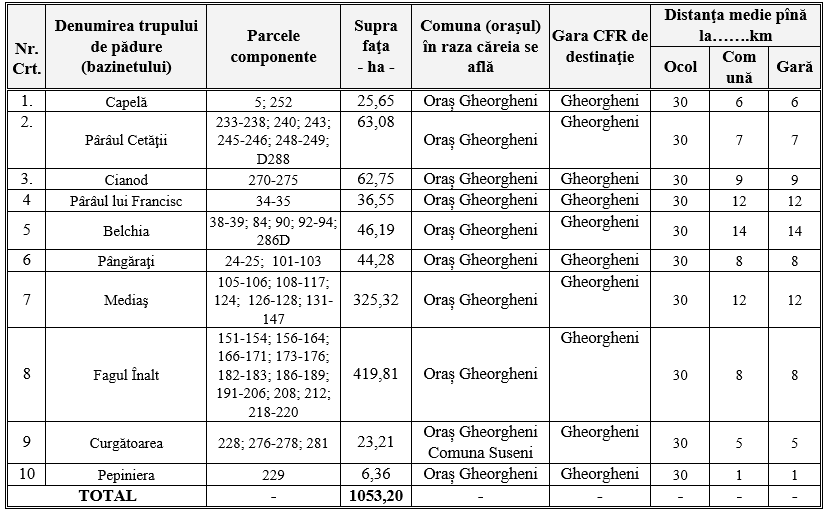 Nr. Crt. Denumirea trupului de pădure (bazinetului) Parcele componente Supra faţa - ha - Comuna (oraşul) în raza căreia se află Gara CFR de destinaţie Distanţa medie pînă la…….km
Ocol Com ună Gară
1. Capelă 5; 252 25,65 Oraș Gheorgheni Gheorgheni 30 6 6
2. Pârâul Cetăţii 233-238; 240; 243; 245-246; 248-249; D288 63,08 Oraș Gheorgheni Gheorgheni 30 7 7
3. Cianod 270-275 62,75 Oraș Gheorgheni Gheorgheni 30 9 9
4 Pârâul lui Francisc 34-35 36,55 Oraș Gheorgheni Gheorgheni 30 12 12
5 Belchia 38-39; 84; 90; 92-94; 286D 46,19 Oraș Gheorgheni Gheorgheni 30 14 14
6 Pângăraţi 24-25; 101-103 44,28 Oraș Gheorgheni Gheorgheni 30 8 8
7 Mediaş 105-106; 108-117; 124; 126-128; 131-147 325,32 Oraș Gheorgheni Gheorgheni 30 12 12
8 Fagul Înalt 151-154; 156-164; 166-171; 173-176; 182-183; 186-189; 191-206; 208; 212; 218-220 419,81 Oraș Gheorgheni Gheorgheni 30 8 8
9 Curgătoarea 228; 276-278; 281 23,21 Oraș Gheorgheni Comuna Suseni Gheorgheni 30 5 5
10 Pepiniera 229 6,36 Oraș Gheorgheni Gheorgheni 30 1 1
TOTAL - 1053,20 - - - - -